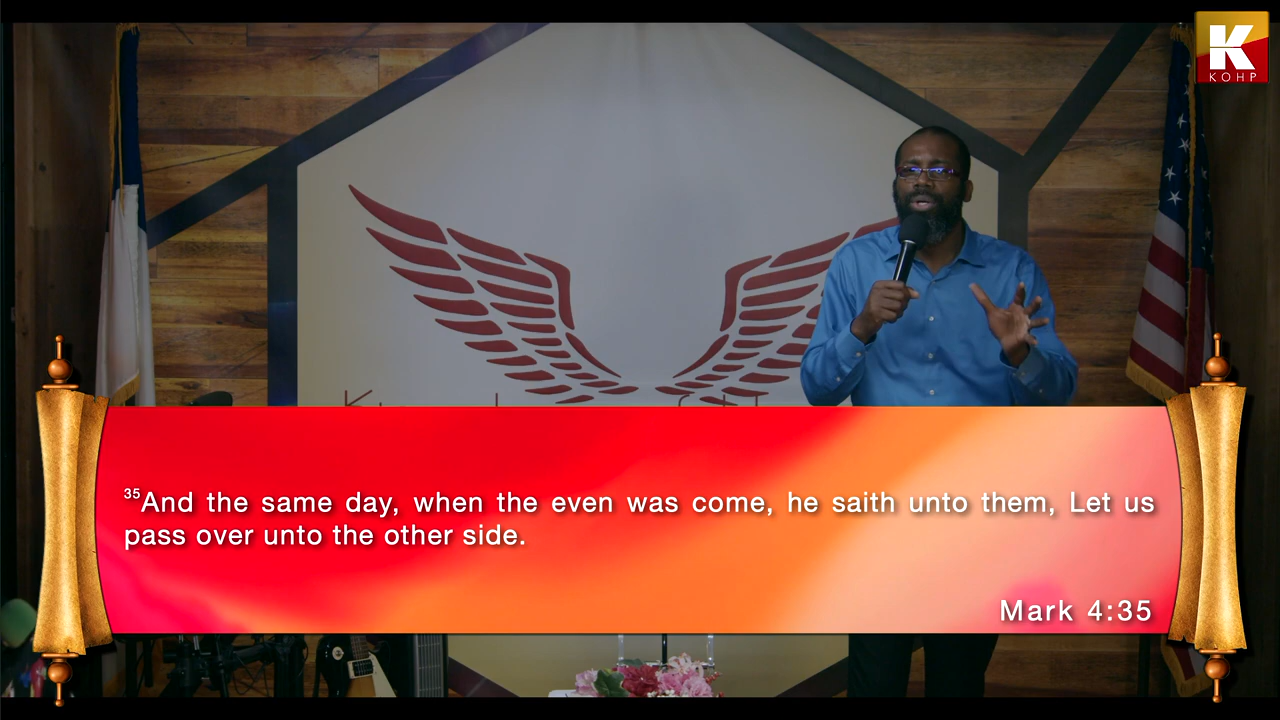 K
KOHP
35And the same day, when the even was come, he saith unto them, Let us
pass over unto the other side.
Mark 4:35